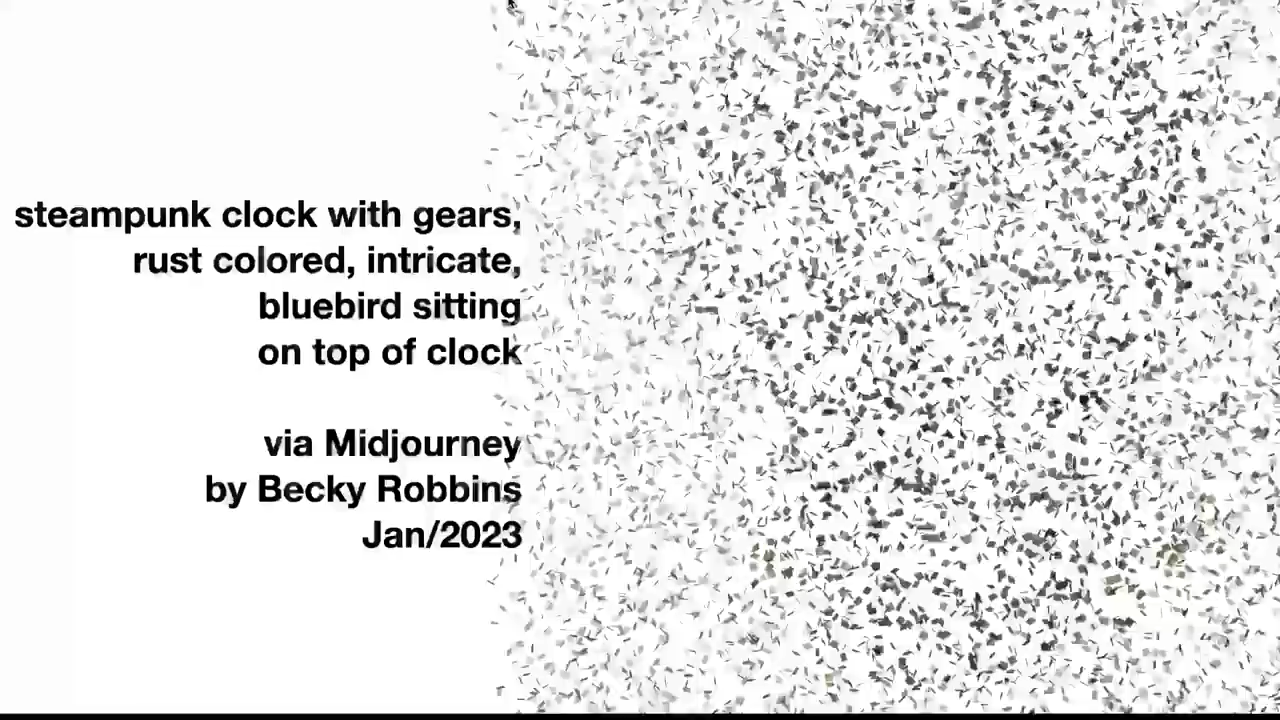 steampunk clock with gears,
rust colored, intricate,
bluebird sitting
on top of clock
via Midjourney
by Becky Robbins
Jan/2023